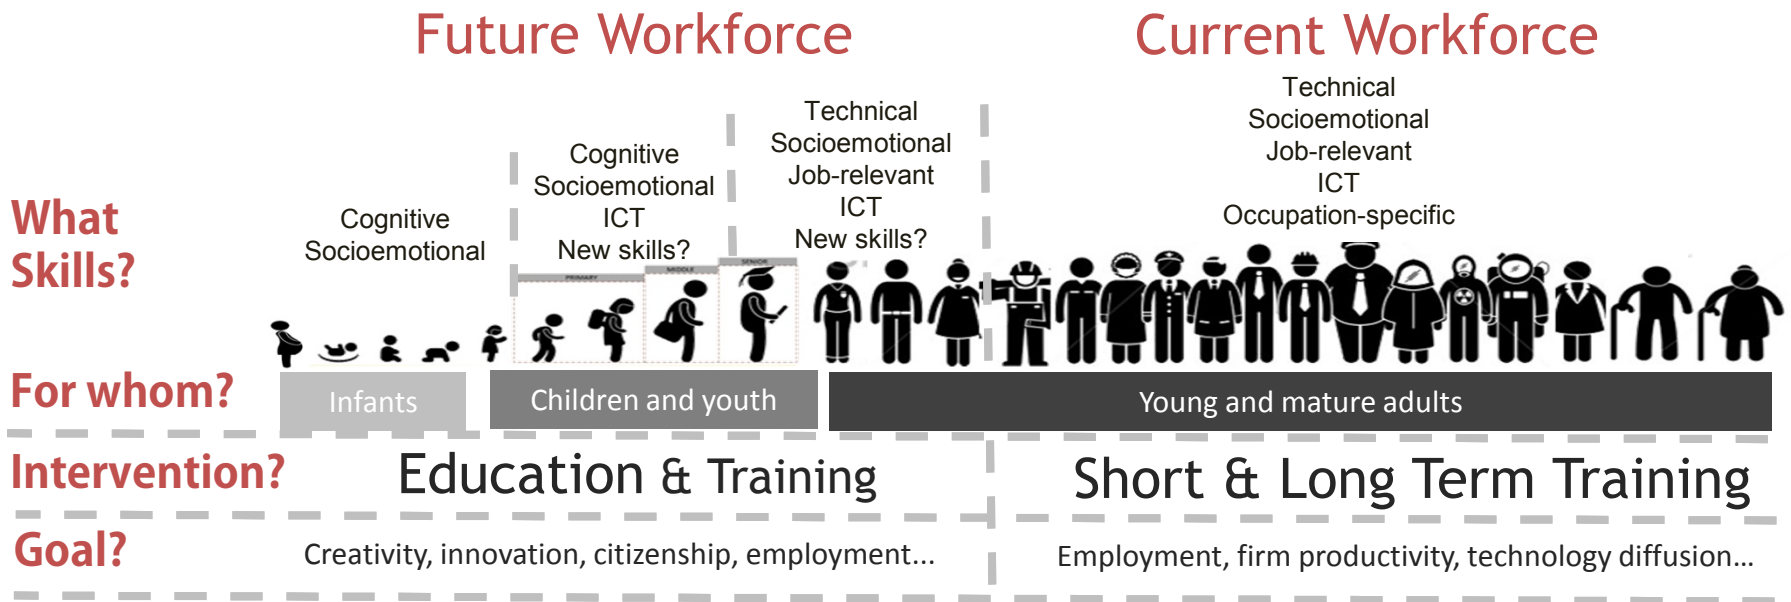 Future Workforce
Current Workforce
What
Skills?
Cognitive
Socioemotional
Cognitive
Socioemotional
ICT
New skills?
Technical
Socioemotional
Job-relevant
ICT
New skills?
Technical
Socioemotional
Job-relevant
ICT
Occupation-specific
PRIMARY
MIDDLE
SENIOR
For whom?
Infants
Children and youth
Young and mature adults
Intervention?
Education & Training
Short & Long Term Training
Goal?
Creativity, innovation, citizenship, employment...
Employment, firm productivity, technology diffusion…